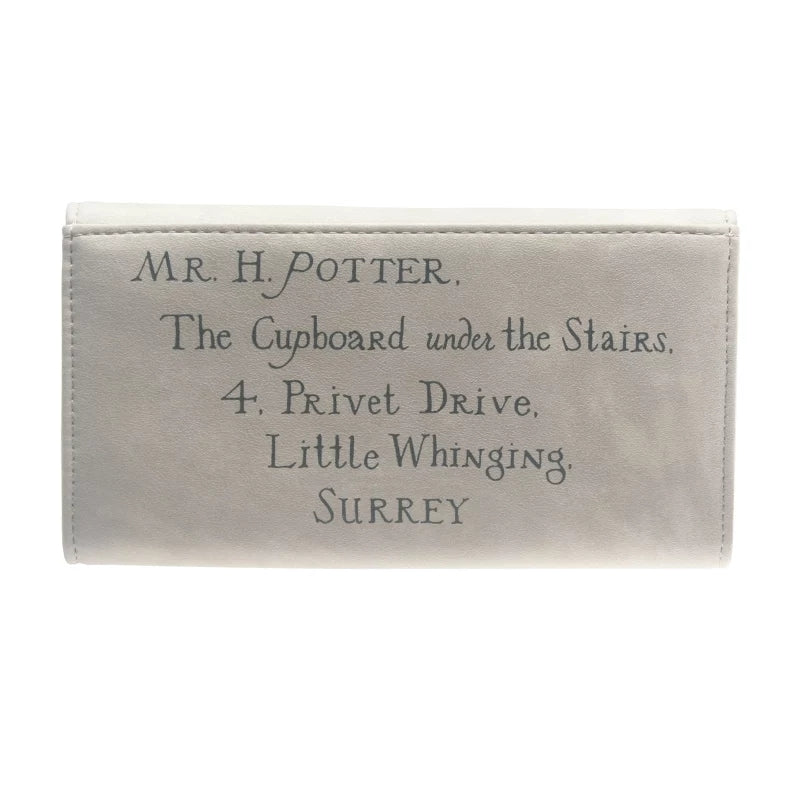 Mr. H. Potter,
The Cupboard under the Stairs,
4, Privet Drive,
Little Whinging,
Surrey